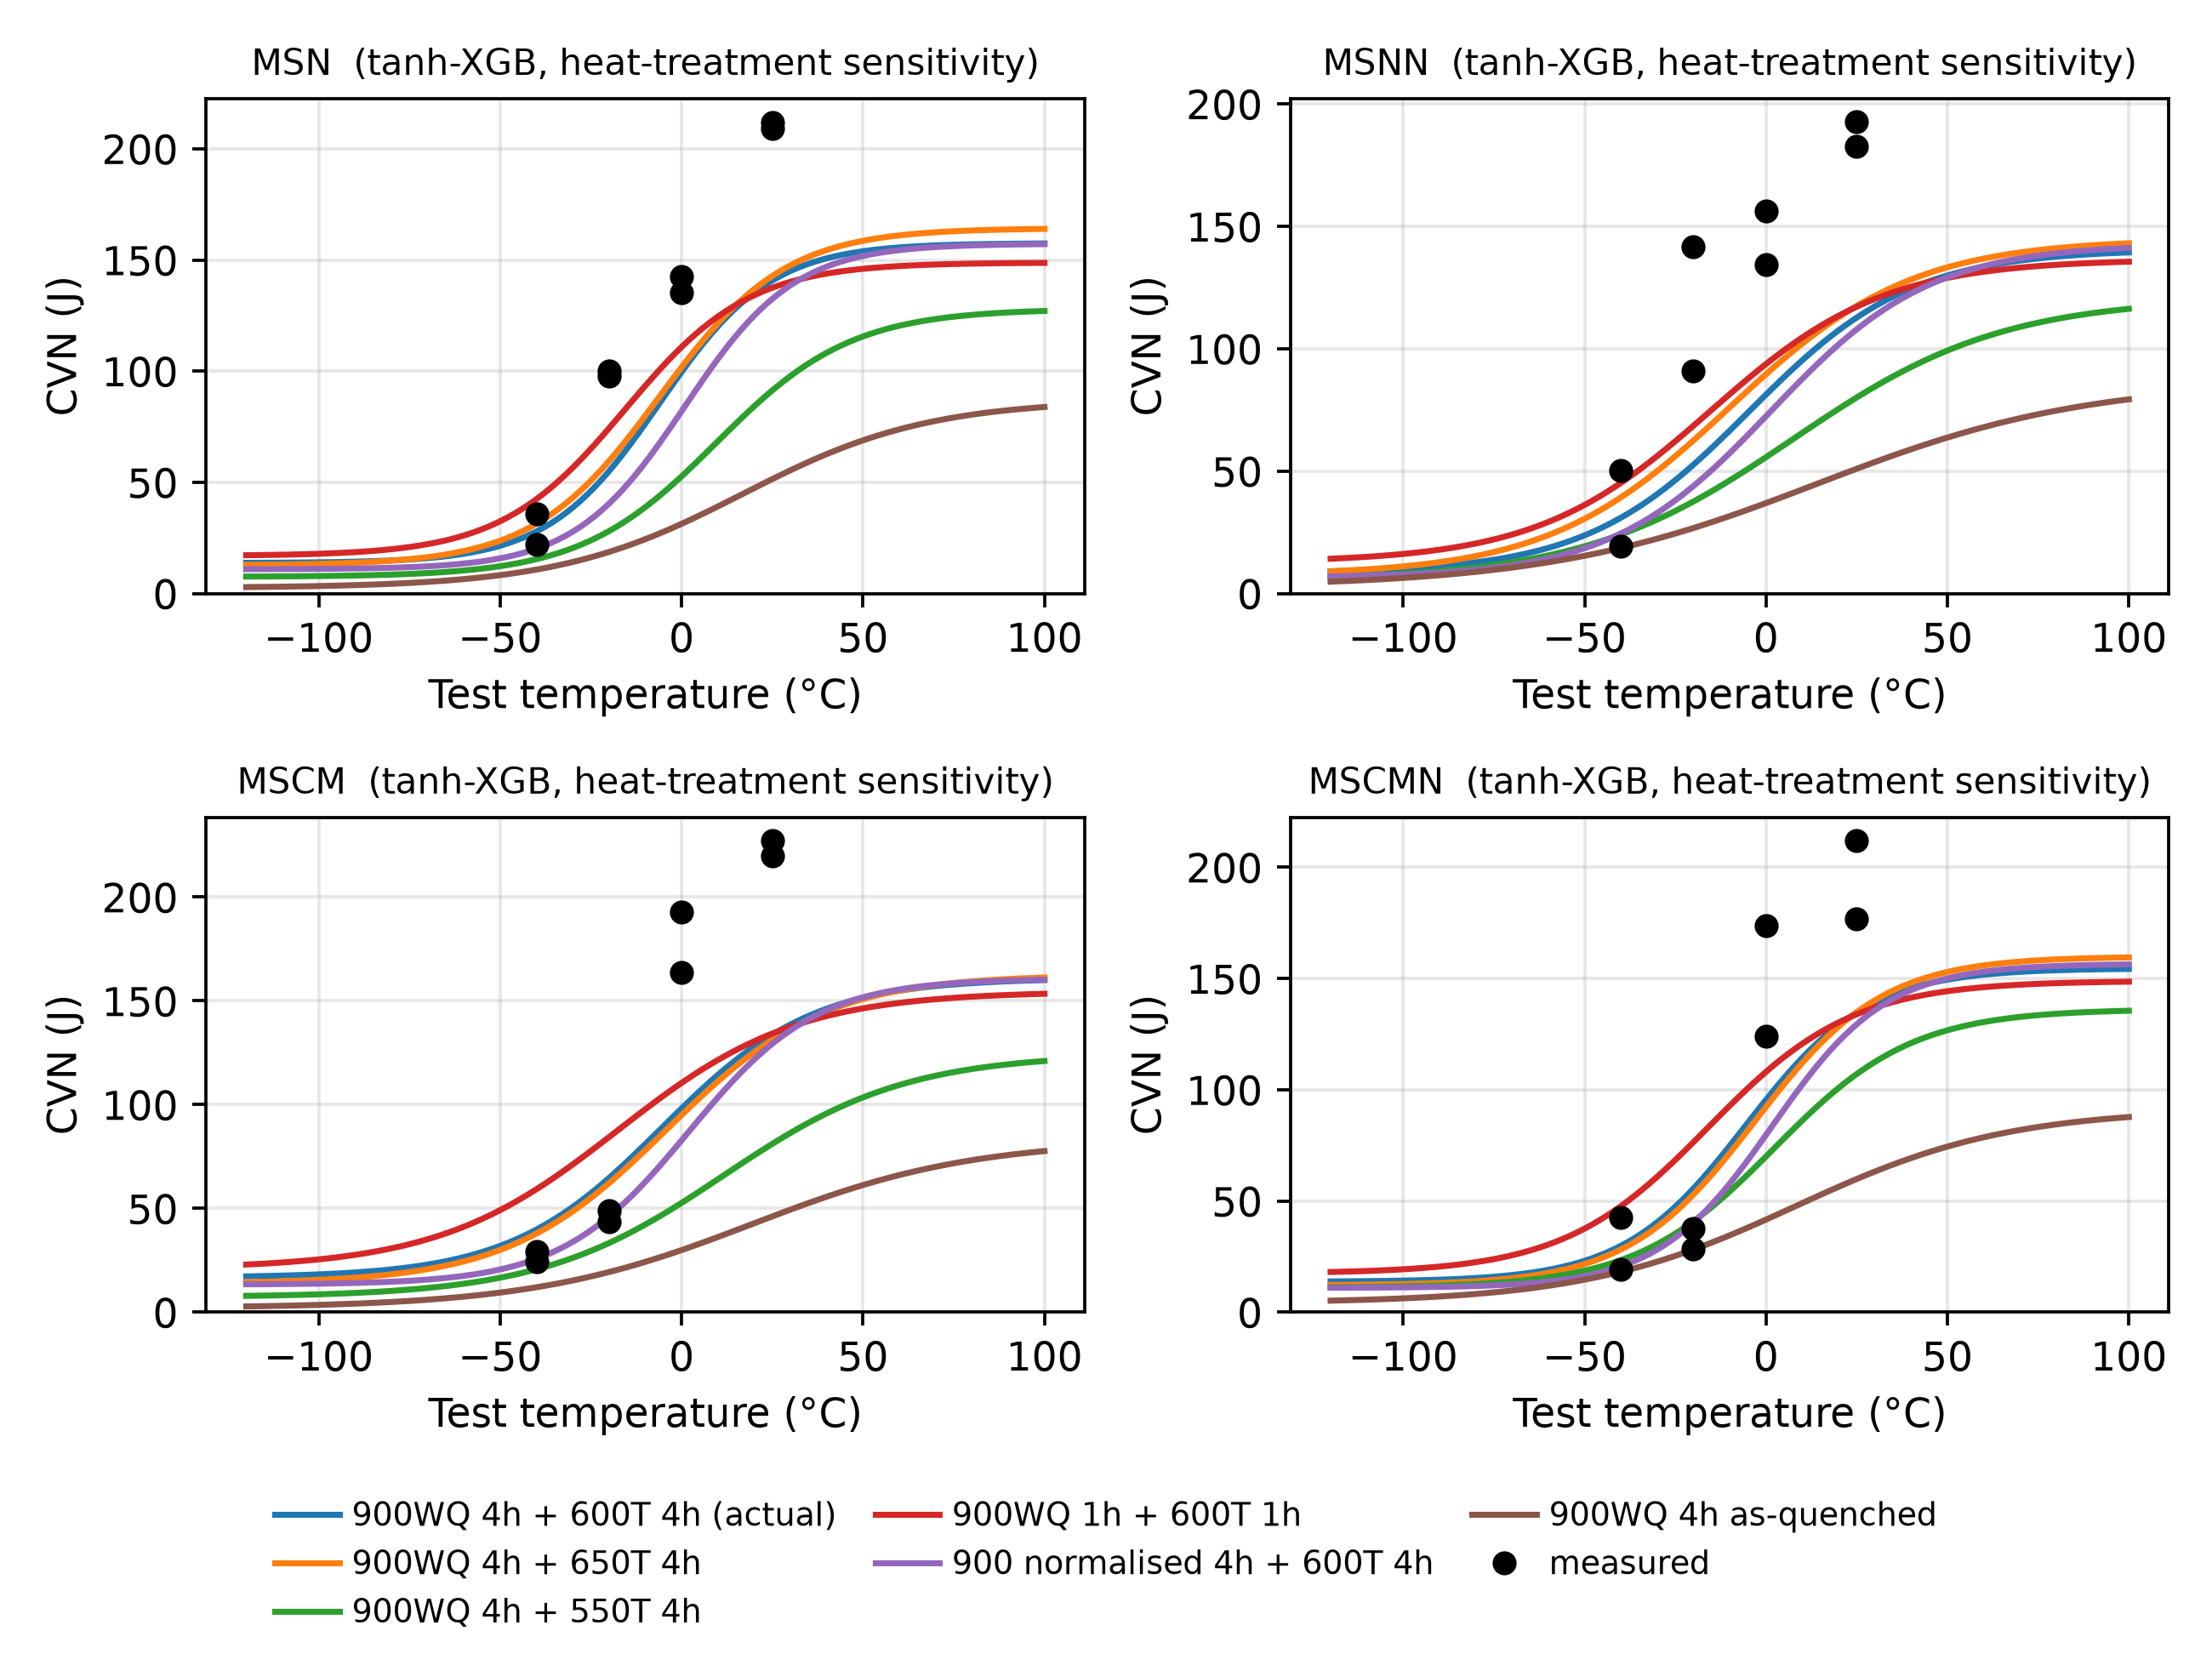 MSN  (tanh-XGB, heat-treatment sensitivity)
CVN (J)
200
150
100
50
0
−100 −50 0 50 100
Test temperature (°C)
MSNN  (tanh-XGB, heat-treatment sensitivity)
CVN (J)
200
150
100
50
0
−100 −50 0 50 100
Test temperature (°C)
MSCM  (tanh-XGB, heat-treatment sensitivity)
CVN (J)
200
150
100
50
0
−100 −50 0 50 100
Test temperature (°C)
MSCMN  (tanh-XGB, heat-treatment sensitivity)
CVN (J)
200
150
100
50
0
−100 −50 0 50 100
Test temperature (°C)
900WQ 4h + 600T 4h (actual)
900WQ 4h + 650T 4h
900WQ 4h + 550T 4h
900WQ 1h + 600T 1h
900 normalised 4h + 600T 4h
900WQ 4h as-quenched
measured